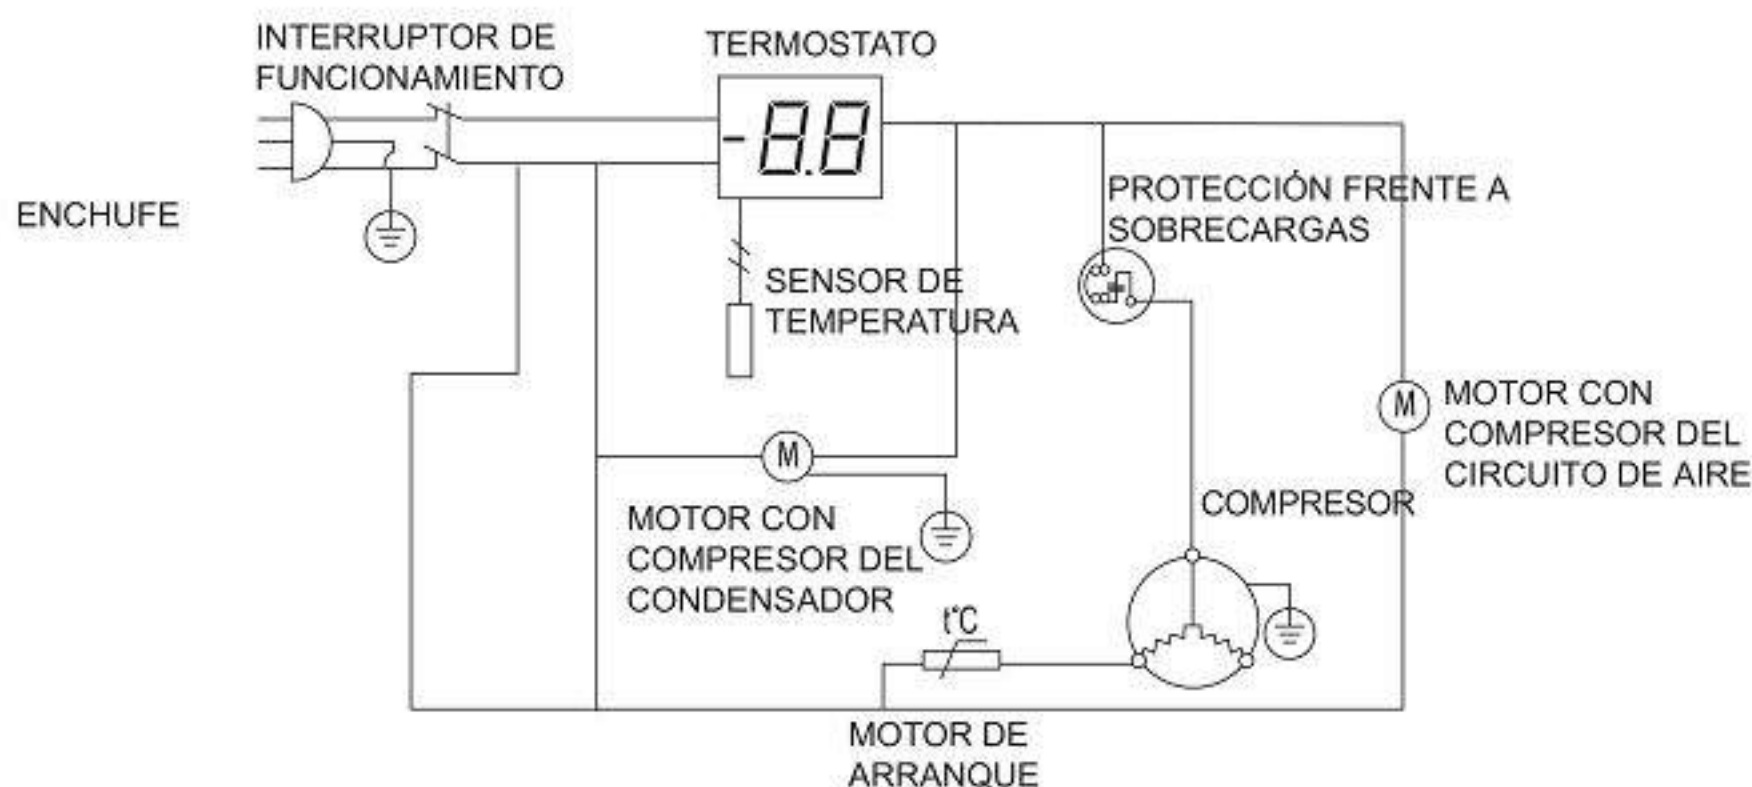 INTERRUPTOR DE
FUNCIONAMIENTO
TERMOSTATO
-8.8
ENCHUFE
PROTECCIÓN FRENTE A
SOBRECARGAS
SENSOR DE
TEMPERATURA
M
MOTOR CON
COMPRESOR DEL
CIRCUITO DE AIRE
M
MOTOR CON
COMPRESOR DEL
CONDENSADOR
COMPRESOR
t°C
MOTOR DE
ARRANQUE